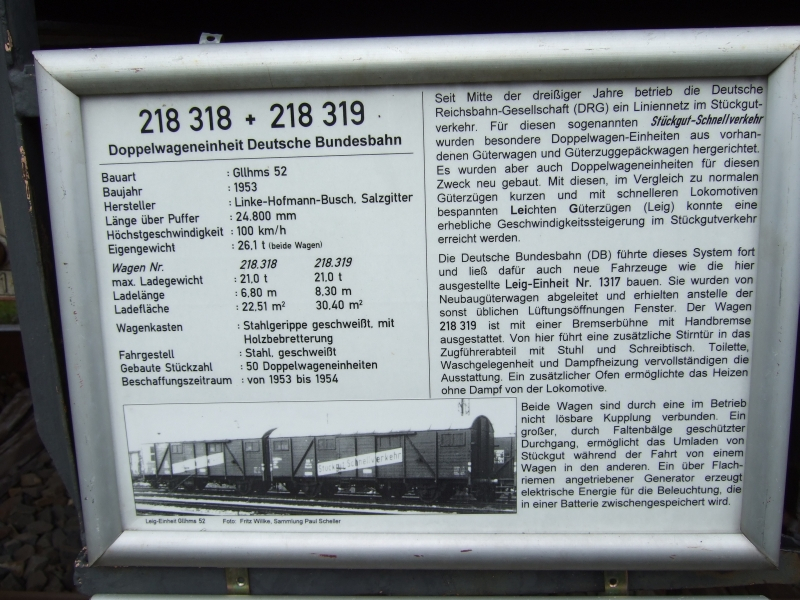 218 318 + 218 319
Doppelwageneinheit Deutsche Bundesbahn
Bauart : Gllhms 52
Baujahr : 1953
Hersteller : Linke-Hofmann-Busch. Salzgitter
Länge über Puffer : 24.800 mm
Höchstgeschwindigkeit : 100 km/h
Eigengewicht : 26,1 t (beide Wagen)
Wagen Nr. 218.318 218.319
max. Ladegewicht : 21,0 t 21,0 t
Ladelänge : 6,80 m 8,30 m
Ladefläche : 22,51 m² 30,40 m²
Wagenkasten : Stahlgerippe geschweißt, mit
Holzbebretterung
Fahrgestell : Stahl, geschweißt
Gebaute Stückzahl : 50 Doppelwageneinheiten
Beschaffungszeitraum : von 1953 bis 1954
Stückgut-Schnellverkehr
Leig-Einheit Gllhms 52 Foto: Fritz Willke, Sammlung Paul Scheller
Seit Mitte der dreißiger Jahre betrieb die Deutsche
Reichsbahn-Gesellschaft (DRG) ein Liniennetz im Stückgut-
verkehr. Für diesen sogenannten Stückgut-Schnellverkehr
wurden besondere Doppelwagen-Einheiten aus vorhan-
denen Güterwagen und Güterzuggepäckwagen hergerichtet.
Es wurden aber auch Doppelwageneinheiten für diesen
Zweck neu gebaut. Mit diesen, im Vergleich zu normalen
Güterzügen kurzen und mit schnelleren Lokomotiven
bespannten Leichten Güterzügen (Leig) konnte eine
erhebliche Geschwindigkeitssteigerung im Stückgutverkehr
erreicht werden.
Die Deutsche Bundesbahn (DB) führte dieses System fort
und ließ dafür auch neue Fahrzeuge wie die hier
ausgestellte Leig-Einheit Nr. 1317 bauen. Sie wurden von
Neubaugüterwagen abgeleitet und erhielten anstelle der
sonst üblichen Lüftungsöffnungen Fenster. Der Wagen
218 319 ist mit einer Bremserbühne mit Handbremse
ausgestattet. Von hier führt eine zusätzliche Stirntür in das
Zugführerabteil mit Stuhl und Schreibtisch. Toilette,
Waschgelegenheit und Dampfheizung vervollständigen die
Ausstattung. Ein zusätzlicher Ofen ermöglichte das Heizen
ohne Dampf von der Lokomotive.
Beide Wagen sind durch eine im Betrieb
nicht lösbare Kupplung verbunden. Ein
großer, durch Faltenbälge geschützter
Durchgang, ermöglicht das Umladen von
Stückgut während der Fahrt von einem
Wagen in den anderen. Ein über Flach-
riemen angetriebener Generator erzeugt
elektrische Energie für die Beleuchtung, die
in einer Batterie zwischengespeichert wird.